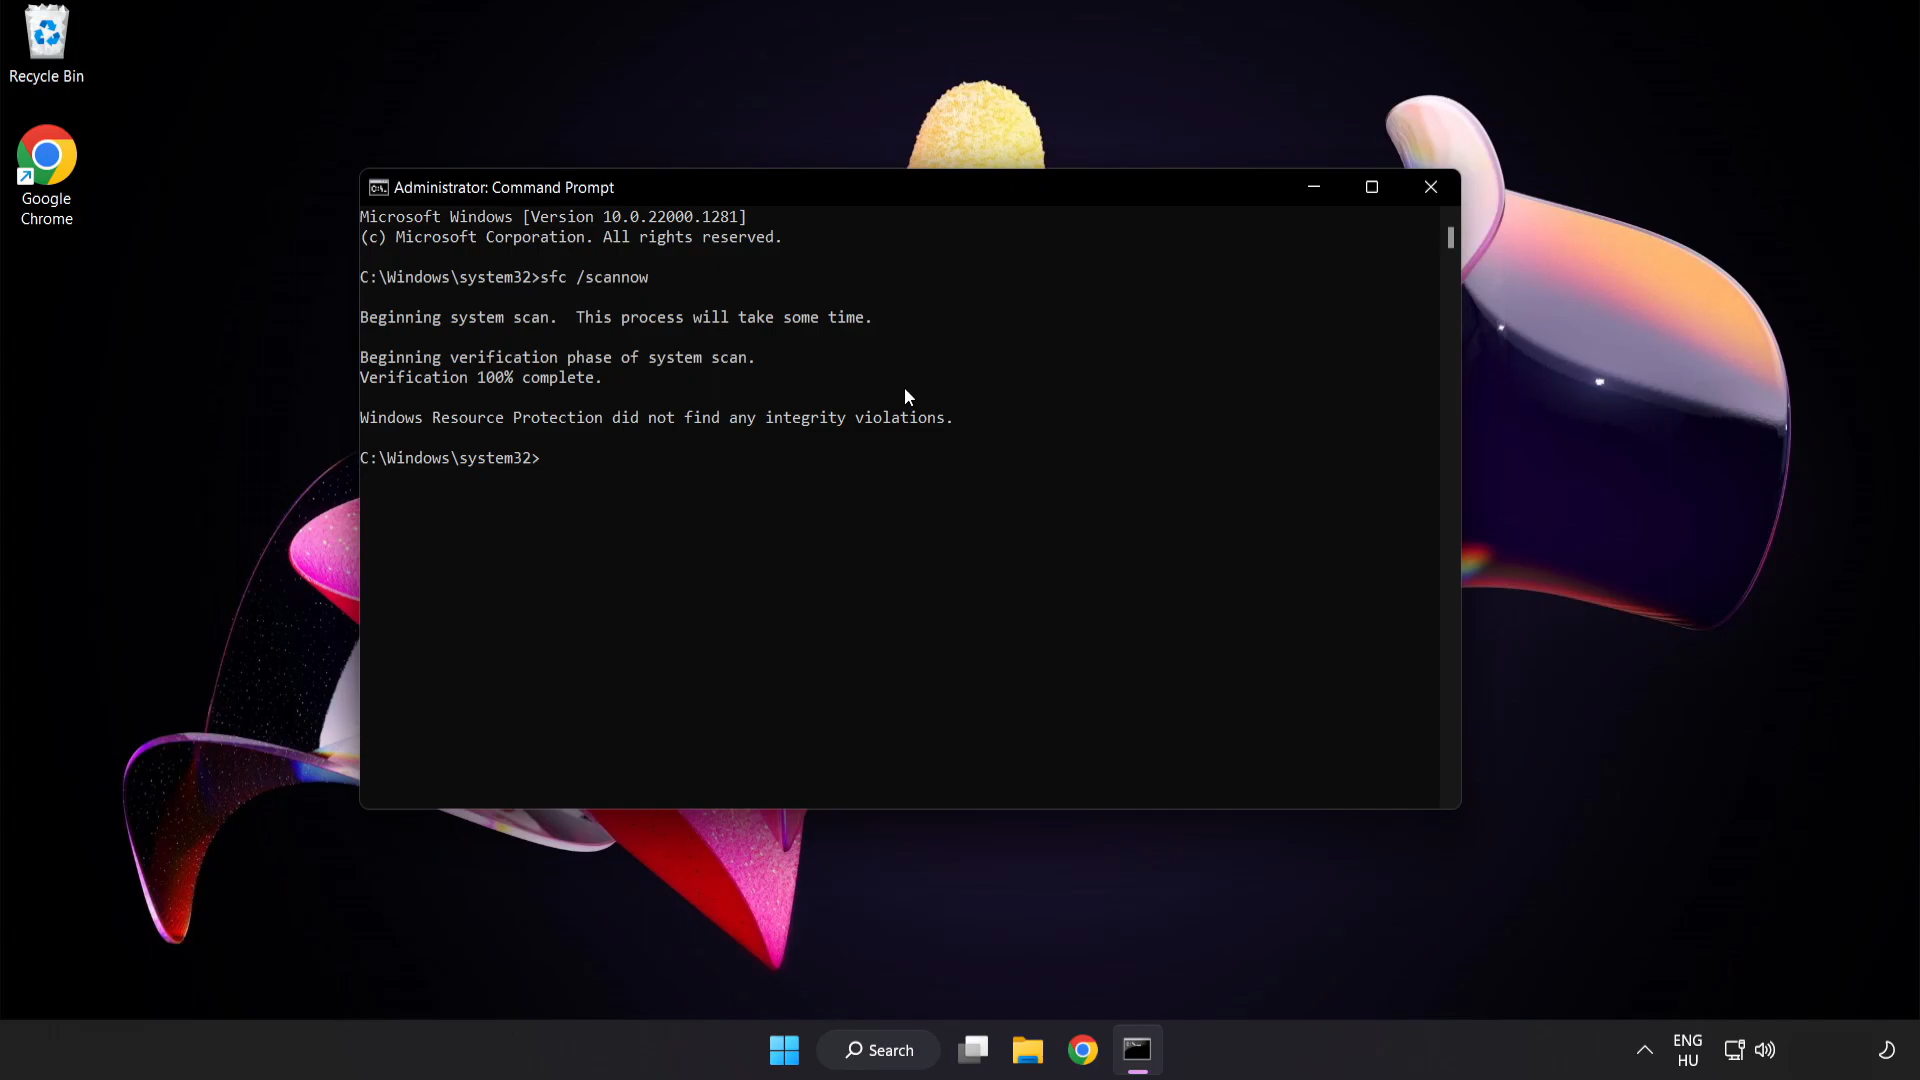 Recycle Bin
Google
Chrome
Administrator: Command Prompt
Microsoft Windows [Version 10.0.22000.1281]
(c) Microsoft Corporation. All rights reserved.
C:\Windows\system32>sfc /scannow
Beginning system scan.  This process will take some time.
Beginning verification phase of system scan.
Verification 100% complete.
Windows Resource Protection did not find any integrity violations.
C:\Windows\system32>
Search
ENG
HU